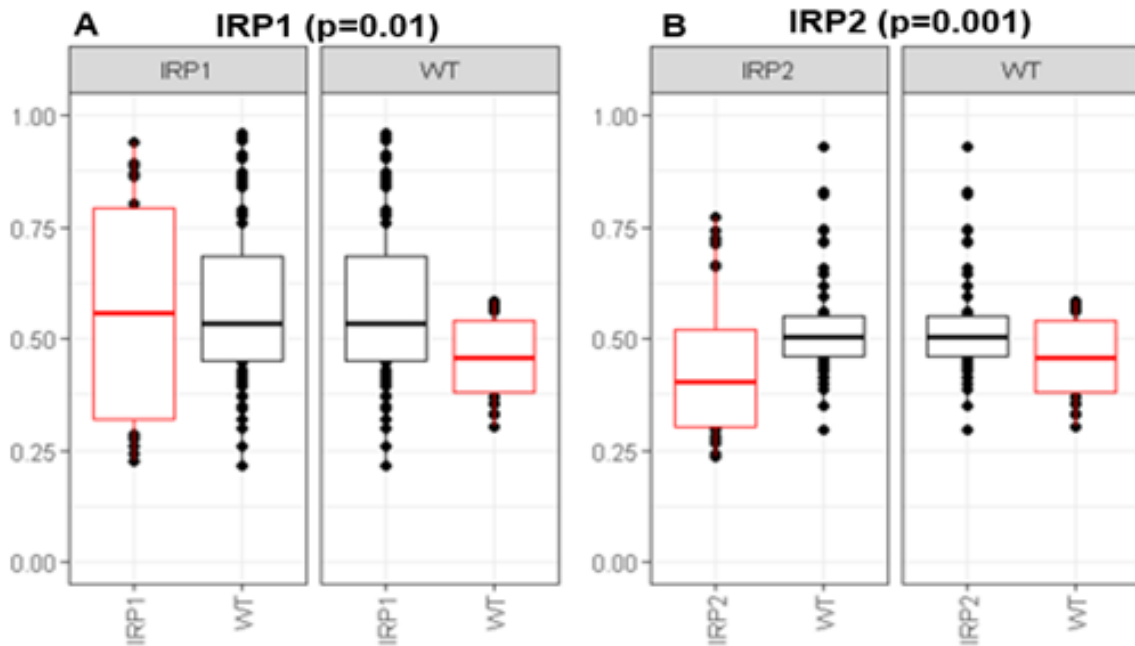 A IRP1 (p=0.01)
IRP1 WT
1.00
0.75
0.50
0.25
0.00
IRP1 WT IRP1 WT
B IRP2 (p=0.001)
IRP2 WT
1.00
0.75
0.50
0.25
0.00
IRP2 WT IRP2 WT